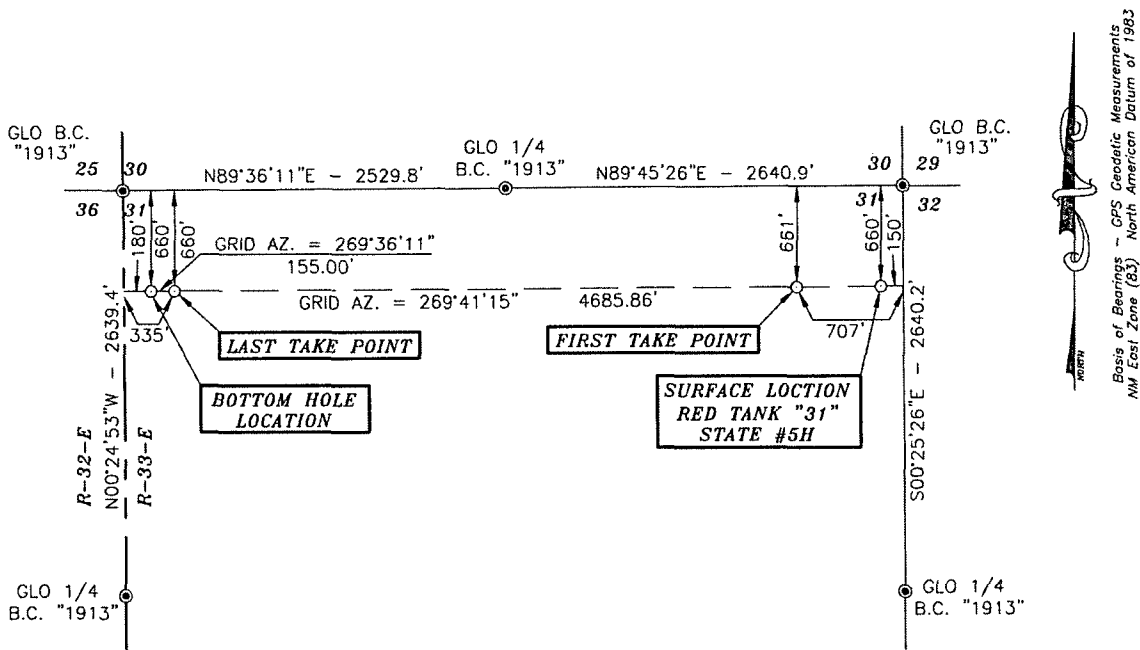 GLO B.C.
"1913"
25 30
36 31
N89°36'11"E - 2529.8'
GLO 1/4
B.C. "1913"
N89°45'26"E - 2640.9'
GLO B.C.
"1913"
30 29
31 32
180'
660'
660'
GRID AZ. = 269°36'11"
155.00'
661'
660'
150'
GRID AZ. = 269°41'15" 4685.86'
335'
707'
LAST TAKE POINT
FIRST TAKE POINT
BOTTOM HOLE
LOCATION
SURFACE LOCTION
RED TANK "31"
STATE #5H
R-32-E
N00°24'53"W - 2639.4'
R-33-E
S00°25'26"E - 2640.2'
GLO 1/4
B.C. "1913"
GLO 1/4
B.C. "1913"
NORTH
Basis of Bearings - GPS Geodetic Measurements
NM East Zone (83) North American Datum of 1983